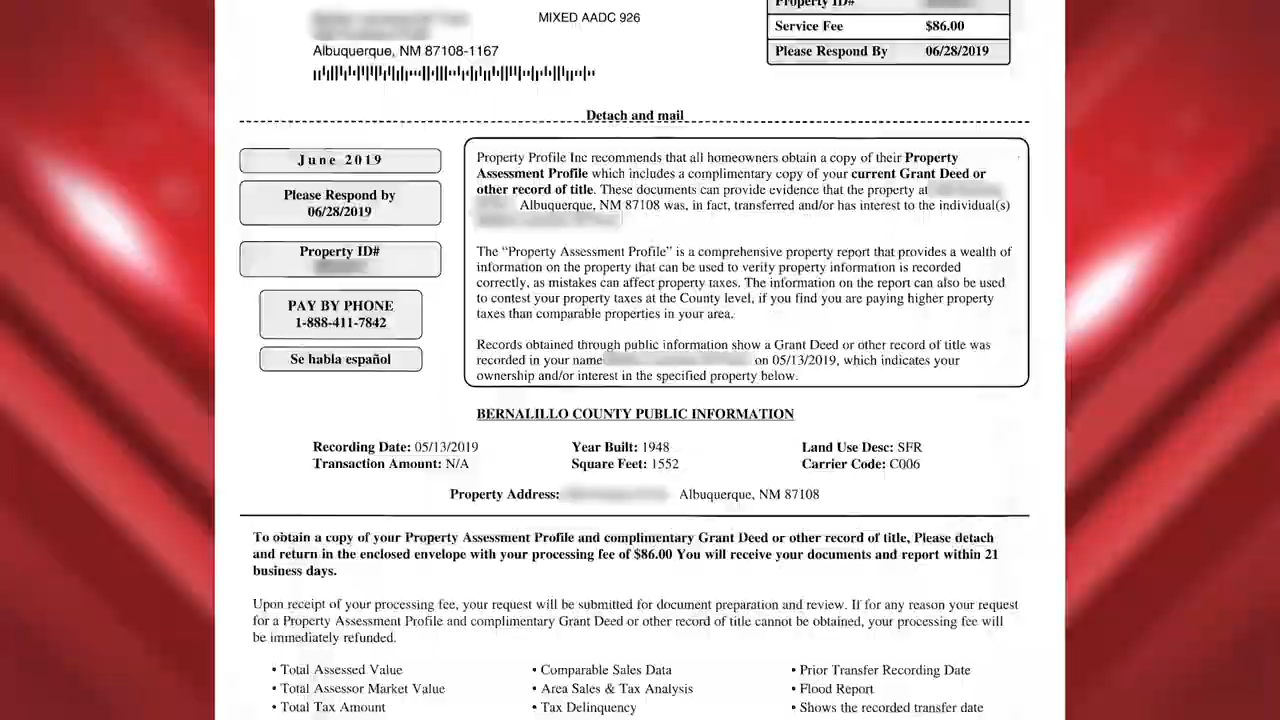 MIXED AADC 926
Property ID#
Service Fee $86.00
Albuquerque, NM 87108-1167
Please Respond By 06/28/2019
Detach and mail
June 2019
Please Respond by
06/28/2019
Property ID#
PAY BY PHONE
1-888-411-7842
Se habla español
Property Profile Inc recommends that all homeowners obtain a copy of their Property
Assessment Profile which includes a complimentary copy of your current Grant Deed or
other record of title. These documents can provide evidence that the property at
Albuquerque, NM 87108 was, in fact, transferred and/or has interest to the individual(s)
The “Property Assessment Profile” is a comprehensive property report that provides a wealth of
information on the property that can be used to verify property information is recorded
correctly, as mistakes can affect property taxes. The information on the report can also be used
to contest your property taxes at the County level, if you find you are paying higher property
taxes than comparable properties in your area.
Records obtained through public information show a Grant Deed or other record of title was
recorded in your name on 05/13/2019, which indicates your
ownership and/or interest in the specified property below.
BERNALILLO COUNTY PUBLIC INFORMATION
Recording Date: 05/13/2019 Year Built: 1948 Land Use Desc: SFR
Transaction Amount: N/A Square Feet: 1552 Carrier Code: C006
Property Address: Albuquerque, NM 87108
To obtain a copy of your Property Assessment Profile and complimentary Grant Deed or other record of title, Please detach
and return in the enclosed envelope with your processing fee of $86.00 You will receive your documents and report within 21
business days.
Upon receipt of your processing fee, your request will be submitted for document preparation and review. If for any reason your request
for a Property Assessment Profile and complimentary Grant Deed or other record of title cannot be obtained, your processing fee will
be immediately refunded.
• Total Assessed Value • Comparable Sales Data • Prior Transfer Recording Date
• Total Assessor Market Value • Area Sales & Tax Analysis • Flood Report
• Total Tax Amount • Tax Delinquency • Shows the recorded transfer date